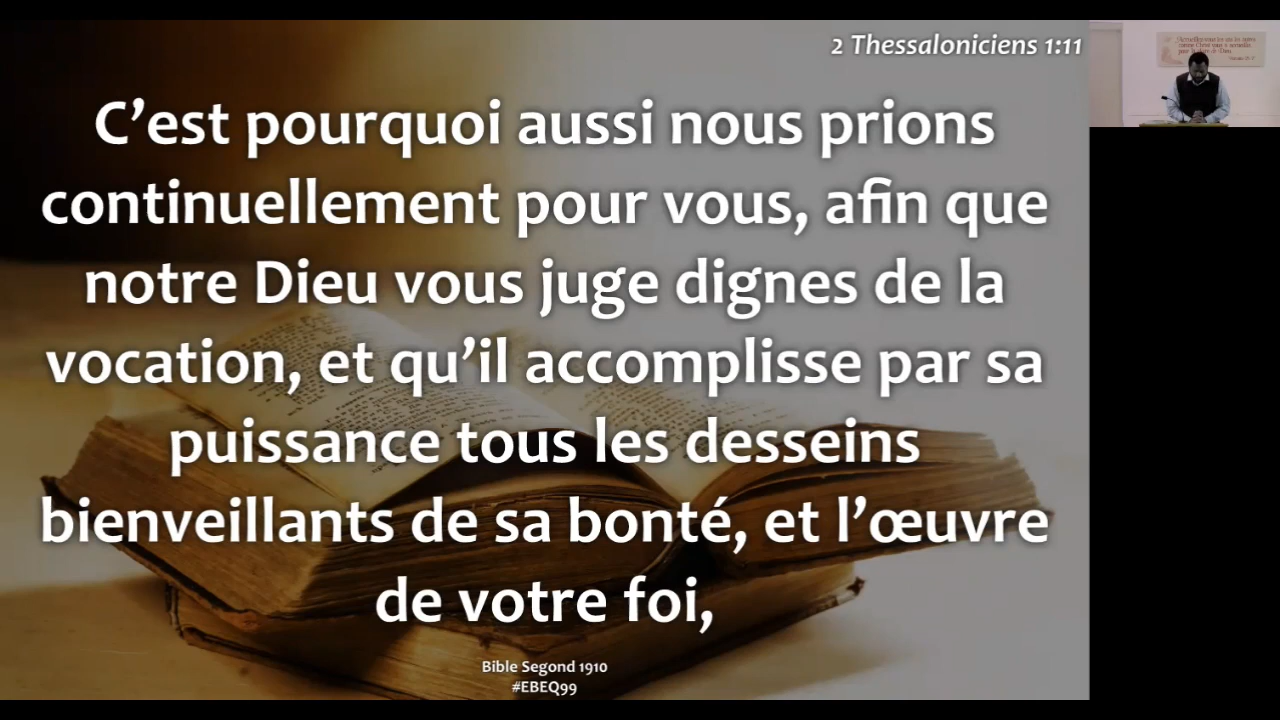 2 Thessaloniciens 1:11
C’est pourquoi aussi nous prions
continuellement pour vous, afin que
notre Dieu vous juge dignes de la
vocation, et qu’il accomplisse par sa
puissance tous les desseins
bienveillants de sa bonté, et l’œuvre
de votre foi,
Bible Segond 1910
#EBEQ99